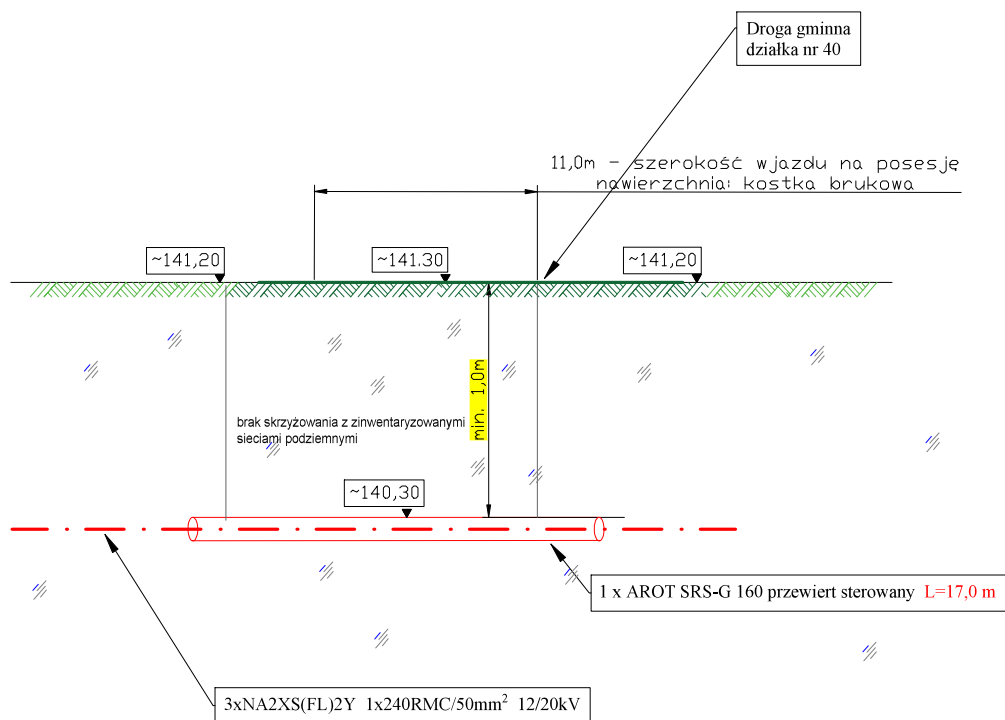 Droga gminna
działka nr 40
11,0m - szerokość wjazdu na posesję
nawierzchnia: kostka brukowa
~141,20
~141.30
~141,20
min. 1,0m
brak skrzyżowania z zinwentaryzowanymi
sieciami podziemnymi
~140,30
1 x AROT SRS-G 160 przewiert sterowany L=17,0 m
3xNA2XS(FL)2Y 1x240RMC/50mm² 12/20kV